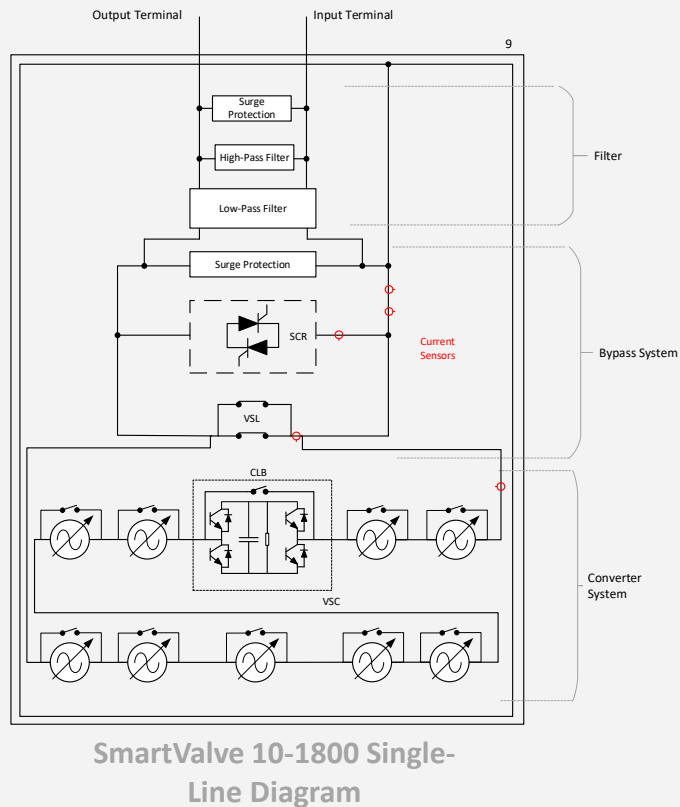 Output Terminal
Input Terminal
9
Surge
Protection
High-Pass Filter
Filter
Low-Pass Filter
Surge Protection
SCR
Current
Sensors
Bypass System
VSL
CLB
VSC
Converter
System
SmartValve 10-1800 Single-
Line Diagram